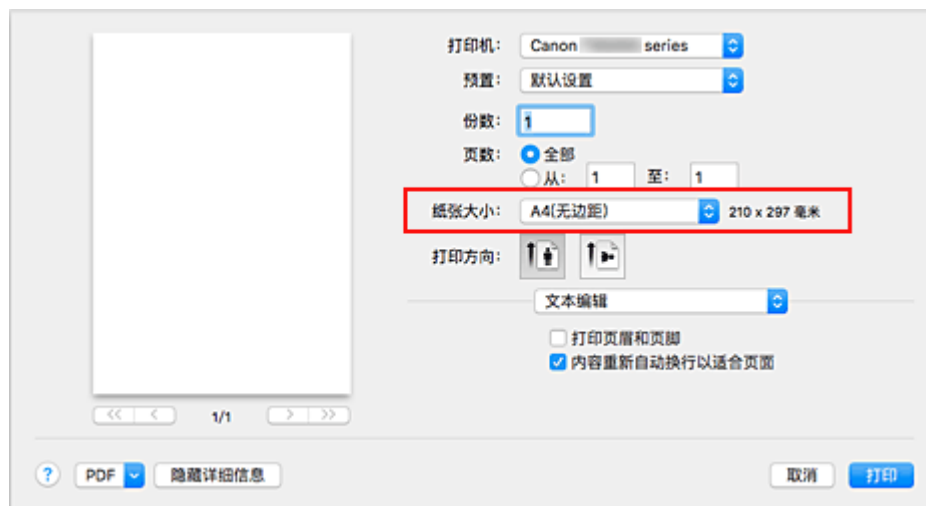 打印机: Canon series
预置: 默认设置
份数: 1
页数: 全部
从: 1 至: 1
纸张大小: A4(无边距) 210 x 297 毫米
打印方向:
文本编辑
打印页眉和页脚
内容重新自动换行以适合页面
<< < 1/1 > >>
? PDF 隐藏详细信息 取消 打印